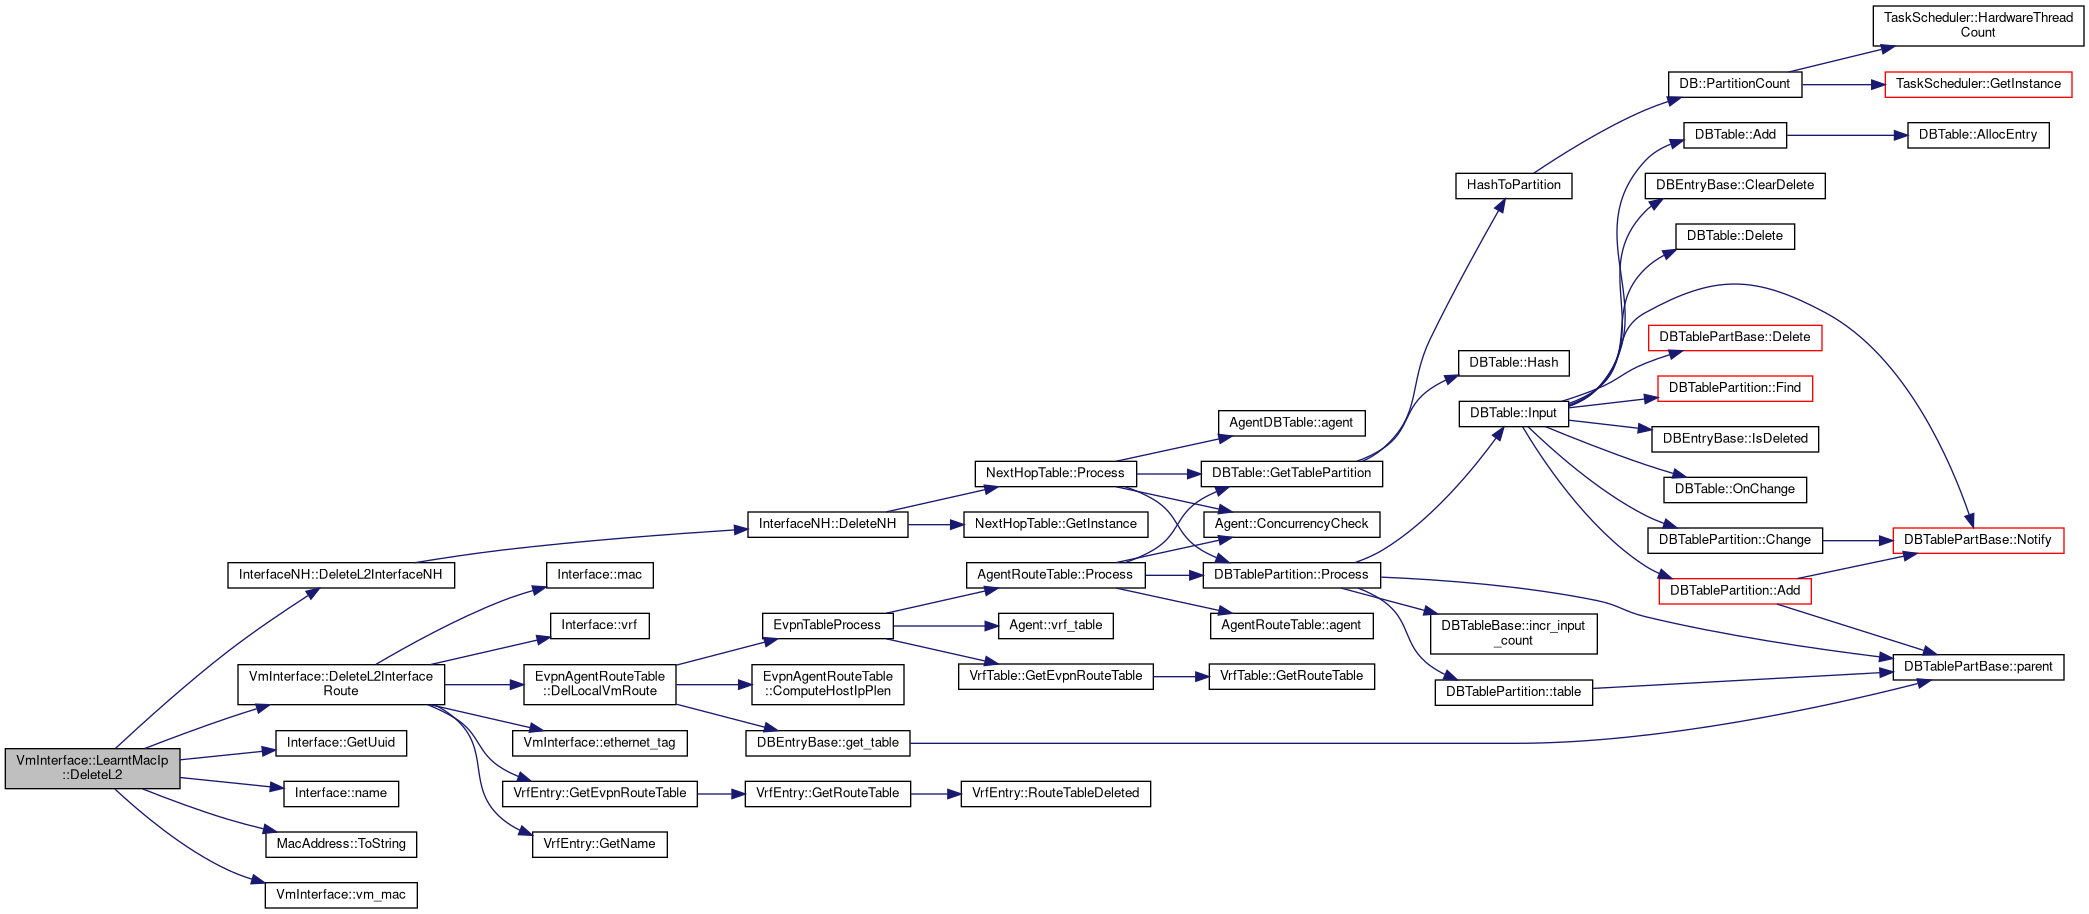 VmInterface::LearntMacIp
::DeleteL2
InterfaceNH::DeleteL2InterfaceNH
VmInterface::DeleteL2Interface
Route
Interface::GetUuid
Interface::name
MacAddress::ToString
VmInterface::vm_mac
Interface::mac
Interface::vrf
EvpnAgentRouteTable
::DelLocalVmRoute
VmInterface::ethernet_tag
VrfEntry::GetEvpnRouteTable
VrfEntry::GetName
InterfaceNH::DeleteNH
EvpnTableProcess
EvpnAgentRouteTable
::ComputeHostIpPlen
DBEntryBase::get_table
VrfEntry::GetRouteTable
NextHopTable::Process
NextHopTable::GetInstance
AgentRouteTable::Process
Agent::vrf_table
VrfTable::GetEvpnRouteTable
VrfEntry::RouteTableDeleted
AgentDBTable::agent
DBTable::GetTablePartition
Agent::ConcurrencyCheck
DBTablePartition::Process
AgentRouteTable::agent
VrfTable::GetRouteTable
HashToPartition
DBTable::Hash
DBTable::Input
DBTableBase::incr_input
_count
DBTablePartition::table
DB::PartitionCount
DBTable::Add
DBEntryBase::ClearDelete
DBTable::Delete
DBTablePartBase::Delete
DBTablePartition::Find
DBEntryBase::IsDeleted
DBTable::OnChange
DBTablePartition::Change
DBTablePartition::Add
TaskScheduler::HardwareThread
Count
TaskScheduler::GetInstance
DBTable::AllocEntry
DBTablePartBase::Notify
DBTablePartBase::parent